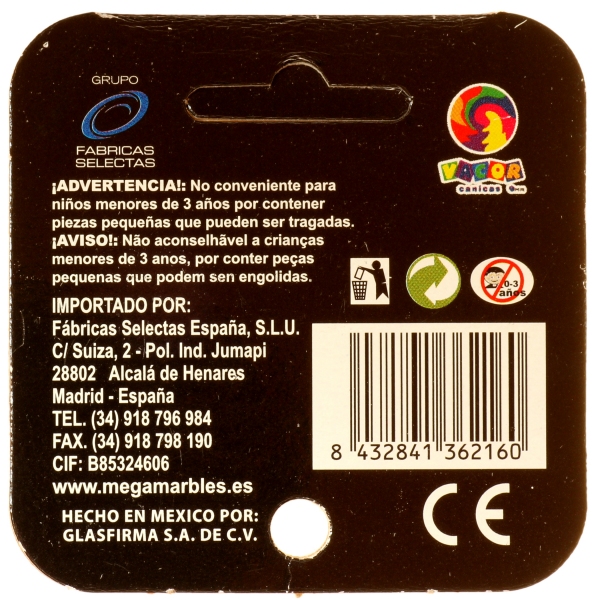 GRUPO
FABRICAS
SELECTAS
VACOR
canicas
¡ADVERTENCIA!: No conveniente para
niños menores de 3 años por contener
piezas pequeñas que pueden ser tragadas.
¡AVISO!: Não aconselhável a crianças
menores de 3 anos, por conter peças
pequenas que podem ser engolidas.
0-3
años
IMPORTADO POR:
Fábricas Selectas España, S.L.U.
C/ Suiza, 2 - Pol. Ind. Jumapi
28802 Alcalá de Henares
Madrid - España
TEL. (34) 918 796 984
FAX. (34) 918 798 190
CIF: B85324606
www.megamarbles.es
8 432841 362160
HECHO EN MEXICO POR:
GLASFIRMA S.A. DE C.V.
CE